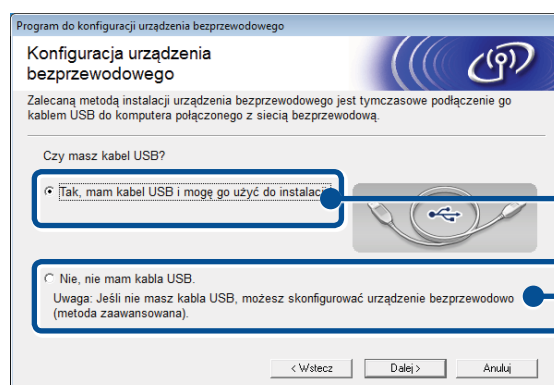 Program do konfiguracji urządzenia bezprzewodowego
Konfiguracja urządzenia
bezprzewodowego
Zalecaną metodą instalacji urządzenia bezprzewodowego jest tymczasowe podłączenie go
kablem USB do komputera połączonego z siecią bezprzewodową.
Czy masz kabel USB?
Tak, mam kabel USB i mogę go użyć do instalacji
Nie, nie mam kabla USB.
Uwaga: Jeśli nie masz kabla USB, możesz skonfigurować urządzenie bezprzewodowo
(metoda zaawansowana).
< Wstecz Dalej > Anuluj